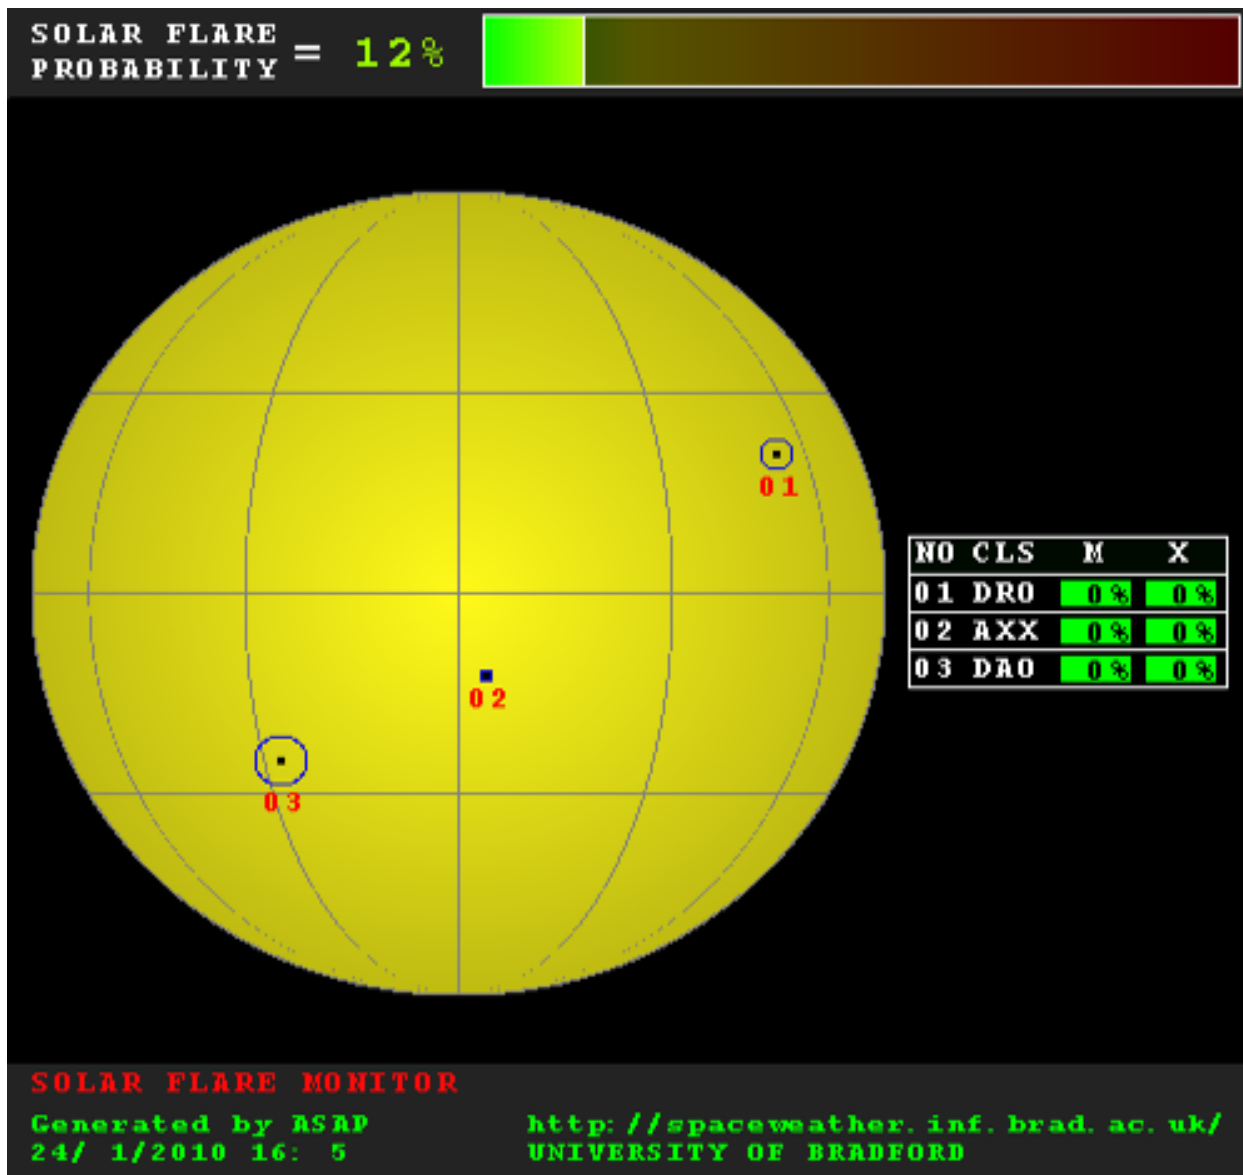 SOLAR FLARE
PROBABILITY = 12%
01
02
03
NO CLS M X
01 DRO 0% 0%
02 AXX 0% 0%
03 DAO 0% 0%
SOLAR FLARE MONITOR
Generated by ASAP http://spaceweather.inf.brad.ac.uk/
24/ 1/2010 16: 5 UNIVERSITY OF BRADFORD